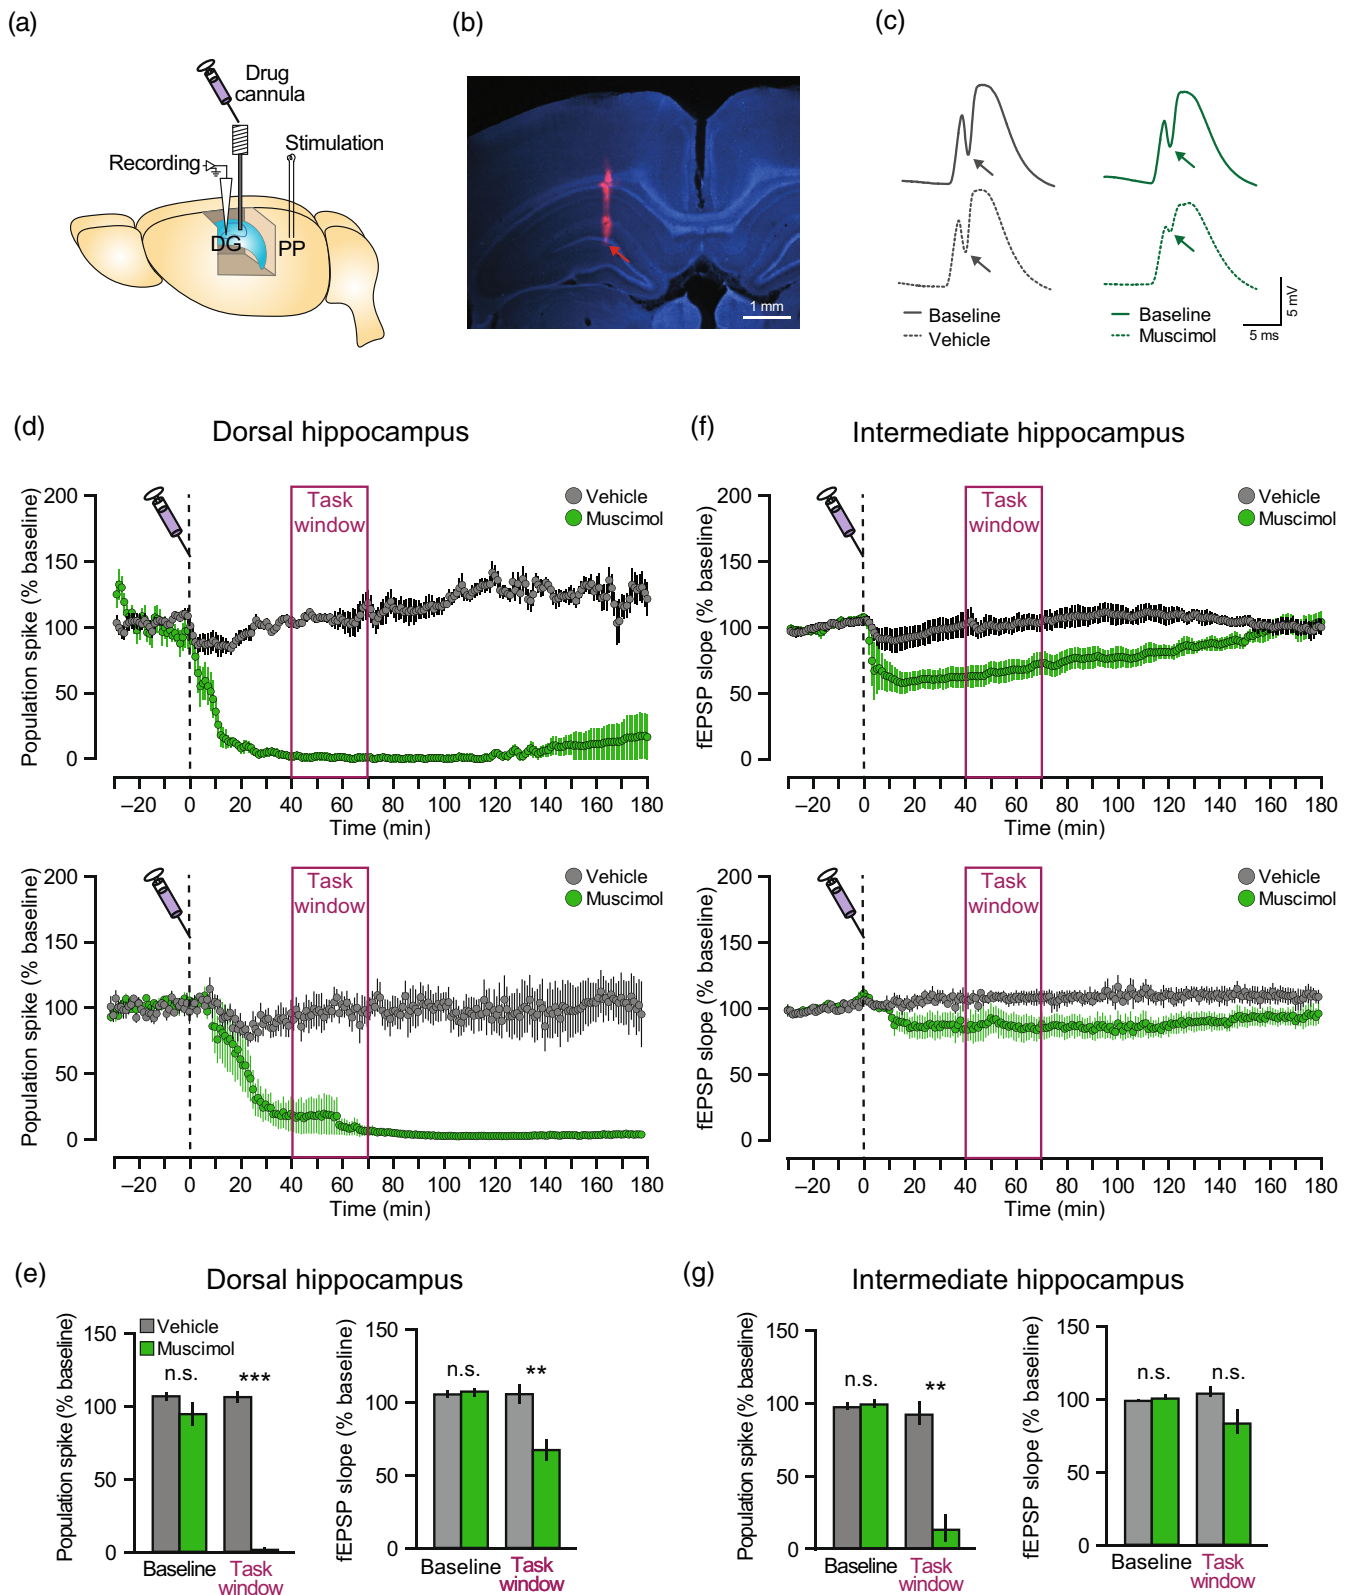 (a)
Drug
cannula
Recording
Stimulation
DG
PP
(b)
1 mm
(c)
Baseline
Vehicle
Baseline
Muscimol
5 ms
5 mV
(d)
Dorsal hippocampus
Population spike (% baseline)
200
150
100
50
0
Task
window
Vehicle
Muscimol
–20 0 20 40 60 80 100 120 140 160 180
Time (min)
Population spike (% baseline)
200
150
100
50
0
Task
window
Vehicle
Muscimol
–20 0 20 40 60 80 100 120 140 160 180
Time (min)
(f)
Intermediate hippocampus
fEPSP slope (% baseline)
200
150
100
50
0
Task
window
Vehicle
Muscimol
–20 0 20 40 60 80 100 120 140 160 180
Time (min)
fEPSP slope (% baseline)
200
150
100
50
0
Task
window
Vehicle
Muscimol
–20 0 20 40 60 80 100 120 140 160 180
Time (min)
(e)
Dorsal hippocampus
Population spike (% baseline)
150
100
50
0
Vehicle
Muscimol
n.s.
***
Baseline
Task
window
fEPSP slope (% baseline)
150
100
50
0
n.s.
**
Baseline
Task
window
(g)
Intermediate hippocampus
Population spike (% baseline)
150
100
50
0
n.s.
**
Baseline
Task
window
fEPSP slope (% baseline)
150
100
50
0
n.s.
n.s.
Baseline
Task
window